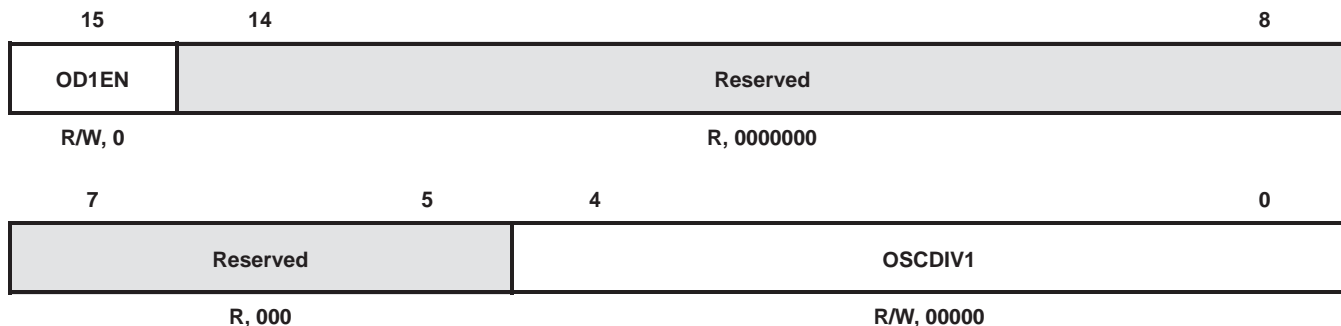 15 14 8
OD1EN Reserved
R/W, 0 R, 0000000
7 5 4 0
Reserved OSCDIV1
R, 000 R/W, 00000